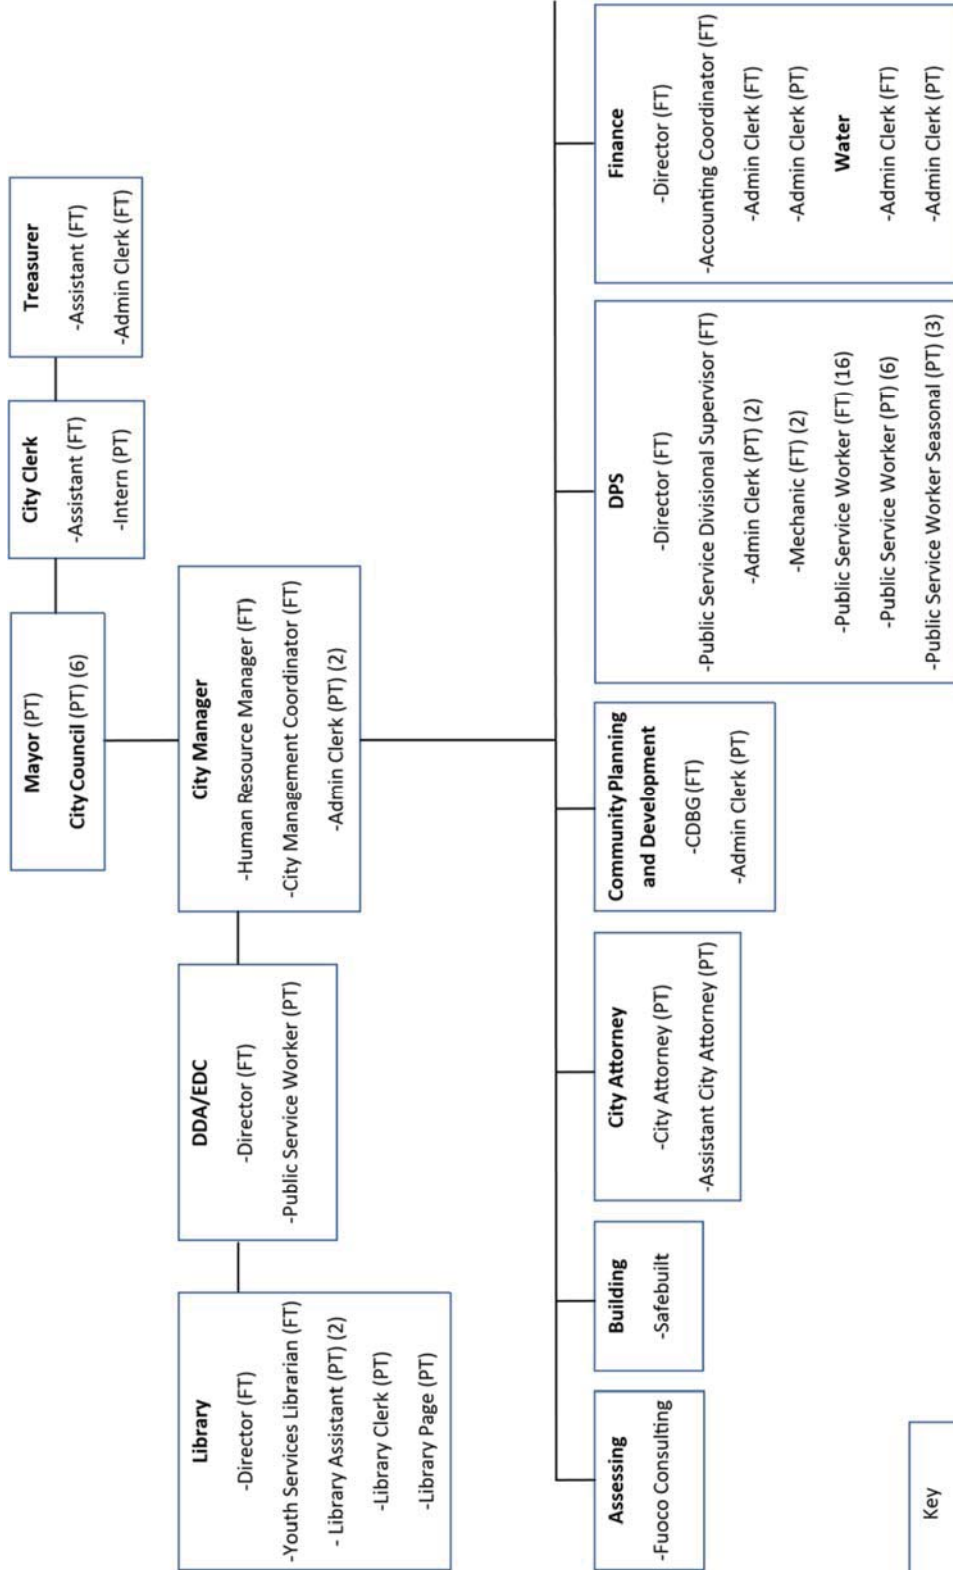 Mayor (PT)
City Council (PT) (6)
City Clerk
-Assistant (FT)
-Intern (PT)
Treasurer
-Assistant (FT)
-Admin Clerk (FT)
Library
-Director (FT)
-Youth Services Librarian (FT)
- Library Assistant (PT) (2)
-Library Clerk (PT)
-Library Page (PT)
DDA/EDC
-Director (FT)
-Public Service Worker (PT)
City Manager
-Human Resource Manager (FT)
-City Management Coordinator (FT)
-Admin Clerk (PT) (2)
Assessing
-Fuoco Consulting
Building
-Safebuilt
City Attorney
-City Attorney (PT)
-Assistant City Attorney (PT)
Community Planning
and Development
-CDBG (FT)
-Admin Clerk (PT)
DPS
-Director (FT)
-Public Service Divisional Supervisor (FT)
-Admin Clerk (PT) (2)
-Mechanic (FT) (2)
-Public Service Worker (FT) (16)
-Public Service Worker (PT) (6)
-Public Service Worker Seasonal (PT) (3)
Finance
-Director (FT)
-Accounting Coordinator (FT)
-Admin Clerk (FT)
-Admin Clerk (PT)
Water
-Admin Clerk (FT)
-Admin Clerk (PT)
Key